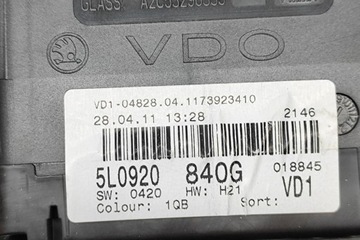 GLASS: A2C53296335
VDO
VD1-04828.04.1173923410
28.04.11 13:28 2146
5L0920 840G 018845
SW: 0420 HW: H21 VD1
Colour: 1QB Sort: